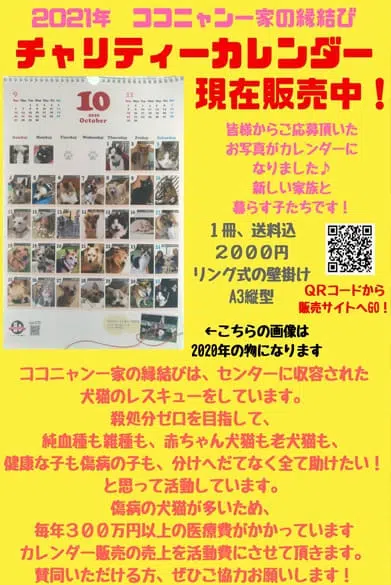 2021年　ココニャン一家の縁結び
チャリティーカレンダー
現在販売中！
9
10
October
11
Sunday Monday Tuesday Wednesday Thursday Friday Saturday
皆様からご応募頂いた
お写真がカレンダーに
なりました♪
新しい家族と
暮らす子たちです！
１冊、送料込
２０００円
リング式の壁掛け
A3縦型
QRコードから
販売サイトへGO！
←こちらの画像は
2020年の物になります
ココニャン一家の縁結びは、センターに収容された
犬猫のレスキューをしています。
殺処分ゼロを目指して、
純血種も雑種も、赤ちゃん犬猫も老犬猫も、
健康な子も傷病の子も、分けへだてなく全て助けたい！
と思って活動しています。
傷病の犬猫が多いため、
毎年３００万円以上の医療費がかかっています
カレンダー販売の売上を活動費にさせて頂きます。
賛同いただける方、ぜひご協力お願いします！